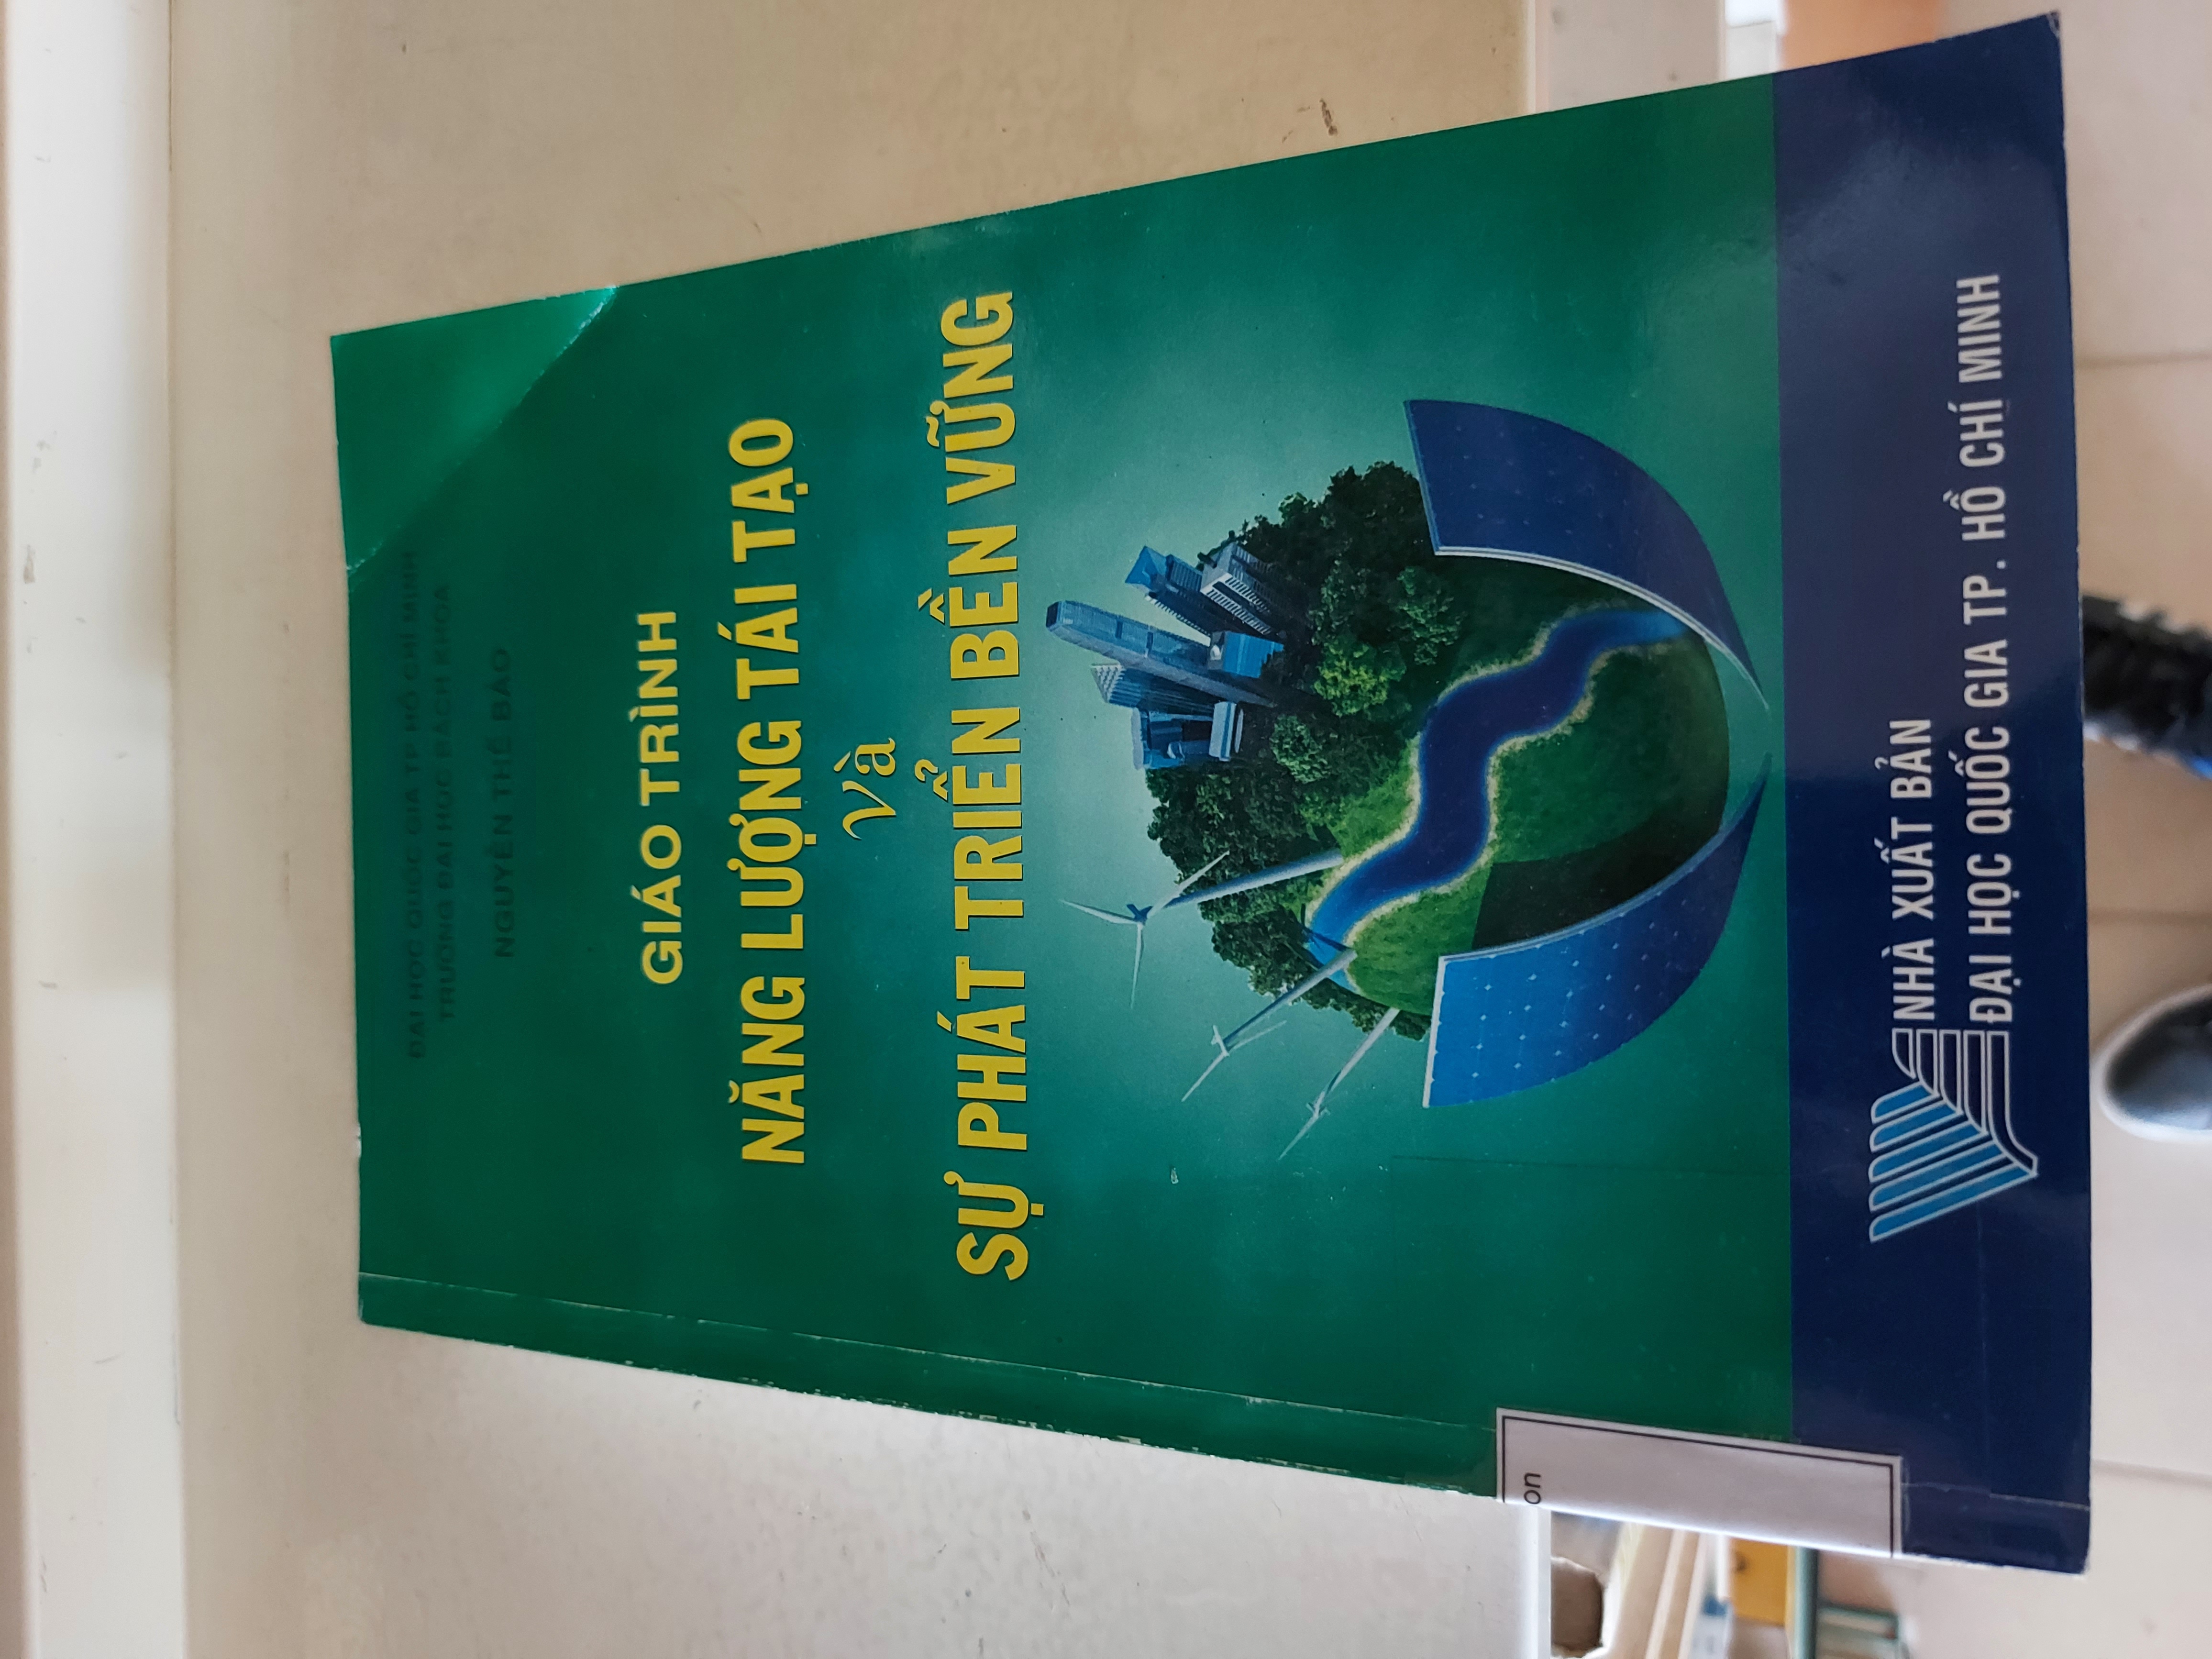 ĐẠI HỌC QUỐC GIA TP HỒ CHÍ MINH
TRƯỜNG ĐẠI HỌC BÁCH KHOA
NGUYỄN THẾ BẢO
GIÁO TRÌNH
NĂNG LƯỢNG TÁI TẠO
và
SỰ PHÁT TRIỂN BỀN VỮNG
on
NHÀ XUẤT BẢN
ĐẠI HỌC QUỐC GIA TP. HỒ CHÍ MINH